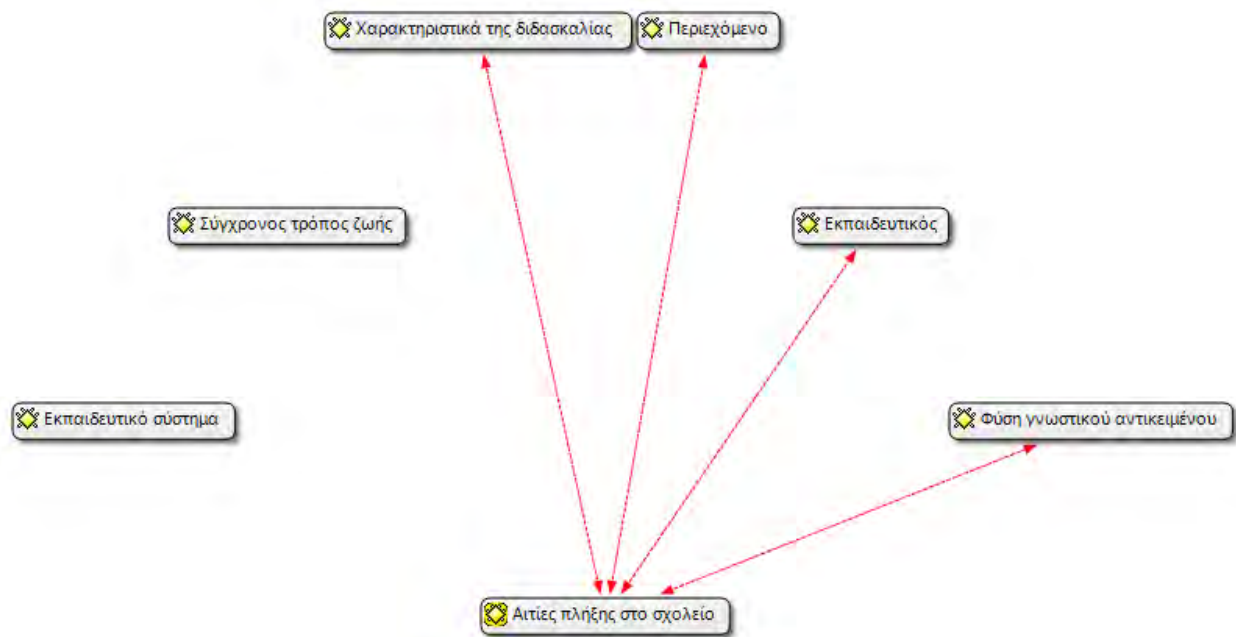 Χαρακτηριστικά της διδασκαλίας
Περιεχόμενο
Σύγχρονος τρόπος ζωής
Εκπαιδευτικός
Εκπαιδευτικό σύστημα
Φύση γνωστικού αντικειμένου
Αιτίες πλήξης στο σχολείο